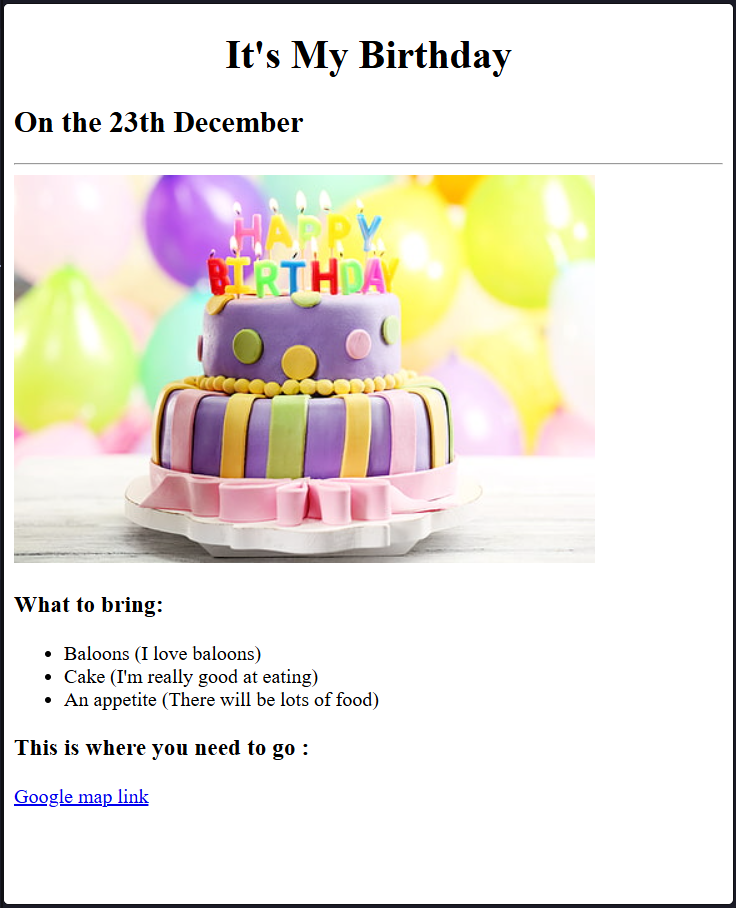 It's My Birthday
On the 23th December
HAPPY
BIRTHDAY
What to bring:
Baloons (I love baloons)
Cake (I'm really good at eating)
An appetite (There will be lots of food)
This is where you need to go :
Google map link